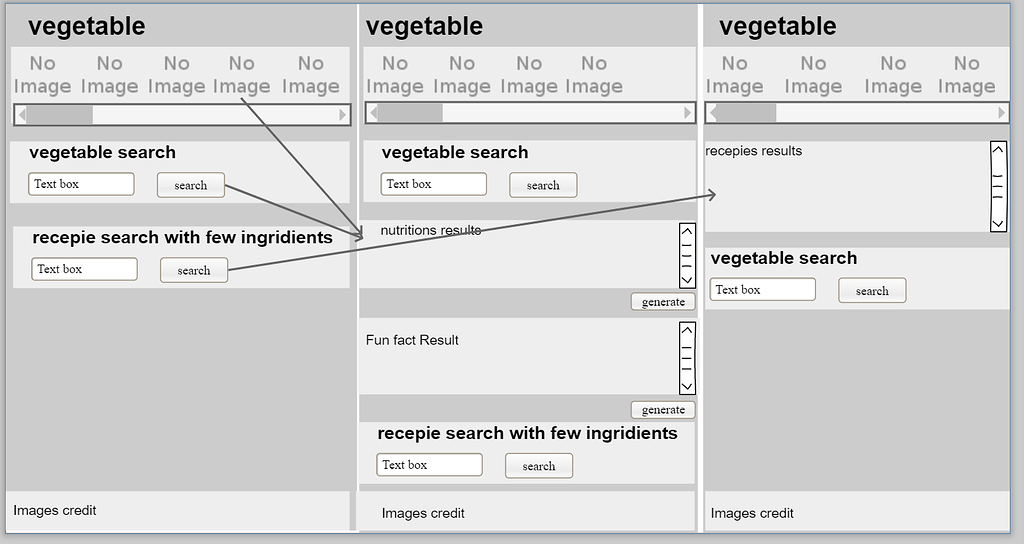 vegetable
No No No No No
Image Image Image Image Image
vegetable search
Text box search
recepie search with few ingridients
Text box search
Images credit
vegetable
No No No No
Image Image Image Image
vegetable search
Text box search
nutritions results
generate
Fun fact Result
generate
recepie search with few ingridients
Text box search
Images credit
vegetable
No No No No
Image Image Image Image
recepies results
vegetable search
Text box search
Images credit